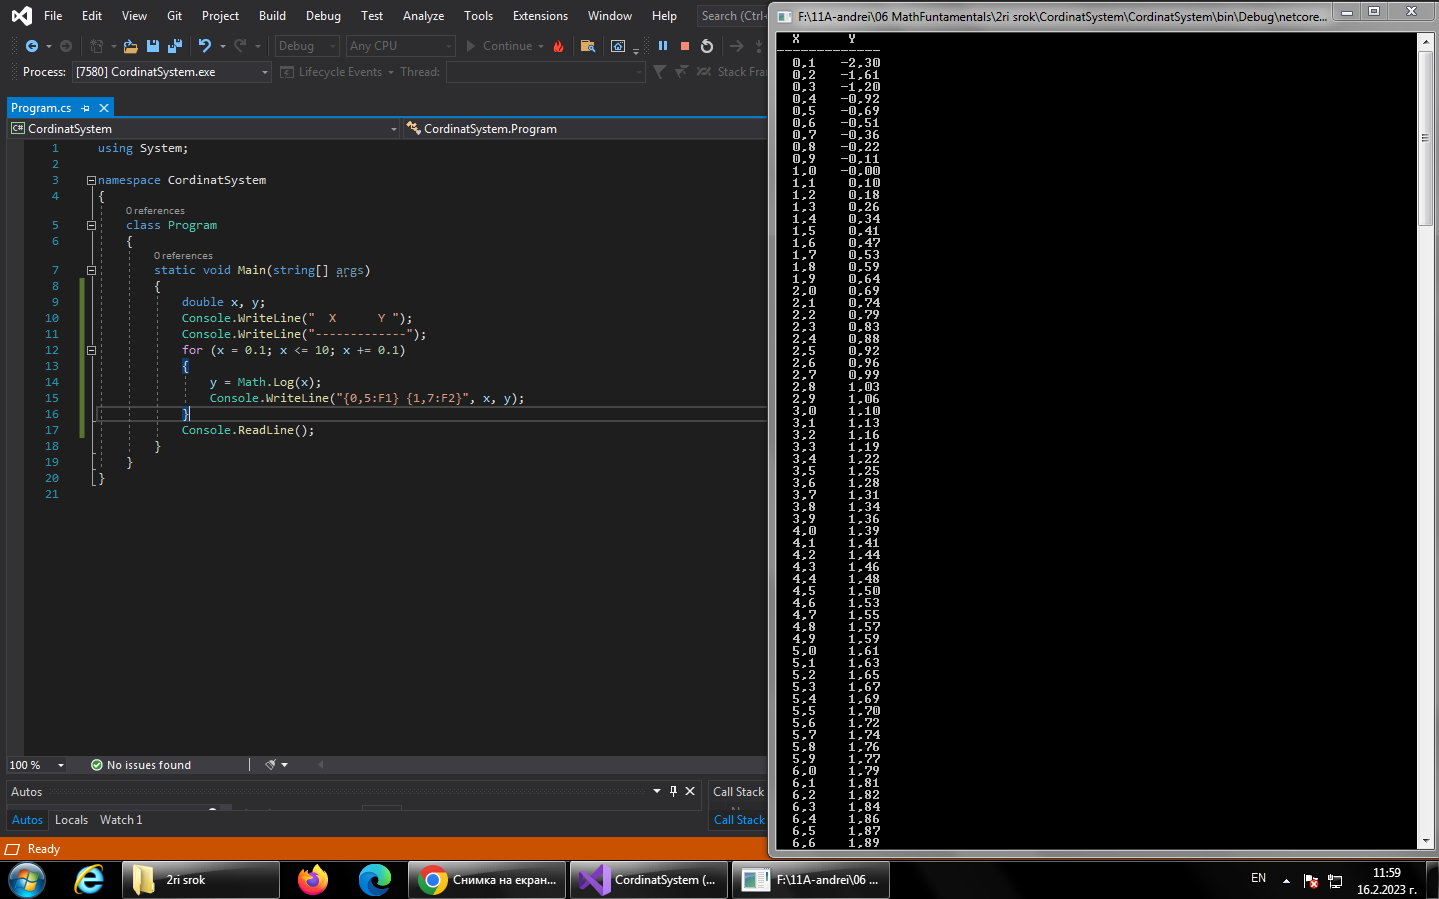 File Edit View Git Project Build Debug Test Analyze Tools Extensions Window Help Search (Ctrl+
Debug Any CPU Continue
Process: [7580] CordinatSystem.exe Lifecycle Events Thread: Stack Fra
Program.cs
C# CordinatSystem CordinatSystem.Program
1 using System;
2
3 namespace CordinatSystem
4 {
0 references
5 class Program
6 {
0 references
7 static void Main(string[] args)
8 {
9 double x, y;
10 Console.WriteLine("  X      Y ");
11 Console.WriteLine("-------------");
12 for (x = 0.1; x <= 10; x += 0.1)
13 {
14 y = Math.Log(x);
15 Console.WriteLine("{0,5:F1} {1,7:F2}", x, y);
16 }
17 Console.ReadLine();
18 }
19 }
20 }
21
100 % No issues found
Autos
Autos Locals Watch 1
Call Stack
Call Stack
Ready
F:\11A-andrei\06 MathFuntamentals\2ri srok\CordinatSystem\CordinatSystem\bin\Debug\netcore...
X Y
-------------
0,1 -2,30
0,2 -1,61
0,3 -1,20
0,4 -0,92
0,5 -0,69
0,6 -0,51
0,7 -0,36
0,8 -0,22
0,9 -0,11
1,0 -0,00
1,1 0,10
1,2 0,18
1,3 0,26
1,4 0,34
1,5 0,41
1,6 0,47
1,7 0,53
1,8 0,59
1,9 0,64
2,0 0,69
2,1 0,74
2,2 0,79
2,3 0,83
2,4 0,88
2,5 0,92
2,6 0,96
2,7 0,99
2,8 1,03
2,9 1,06
3,0 1,10
3,1 1,13
3,2 1,16
3,3 1,19
3,4 1,22
3,5 1,25
3,6 1,28
3,7 1,31
3,8 1,34
3,9 1,36
4,0 1,39
4,1 1,41
4,2 1,44
4,3 1,46
4,4 1,48
4,5 1,50
4,6 1,53
4,7 1,55
4,8 1,57
4,9 1,59
5,0 1,61
5,1 1,63
5,2 1,65
5,3 1,67
5,4 1,69
5,5 1,70
5,6 1,72
5,7 1,74
5,8 1,76
5,9 1,77
6,0 1,79
6,1 1,81
6,2 1,82
6,3 1,84
6,4 1,86
6,5 1,87
6,6 1,89
2ri srok Снимка на екран... CordinatSystem (... F:\11A-andrei\06 ... EN 11:59
16.2.2023 г.